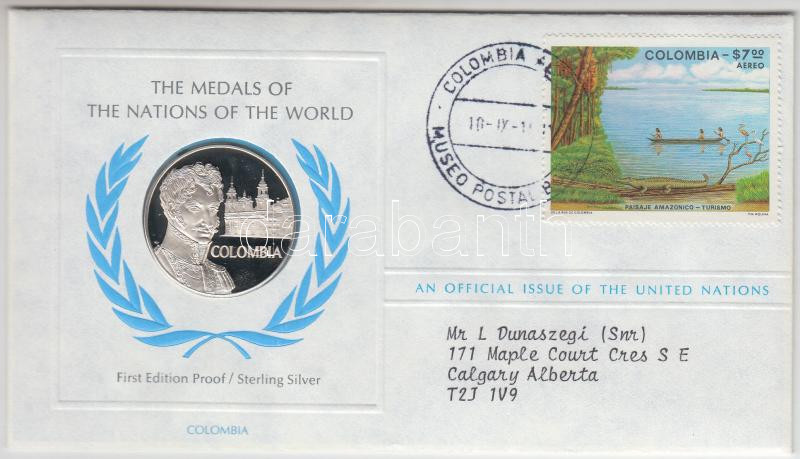 THE MEDALS OF
THE NATIONS OF THE WORLD
COLOMBIA
First Edition Proof / Sterling Silver
COLOMBIA
COLOMBIA
MUSEO POSTAL
COLOMBIA-$7.00
AEREO
PAISAJE AMAZONICO - TURISMO
AN OFFICIAL ISSUE OF THE UNITED NATIONS
Mr L Dunaszegi (Snr)
171 Maple Court Cres S E
Calgary Alberta
T2J 1V9
darabanth